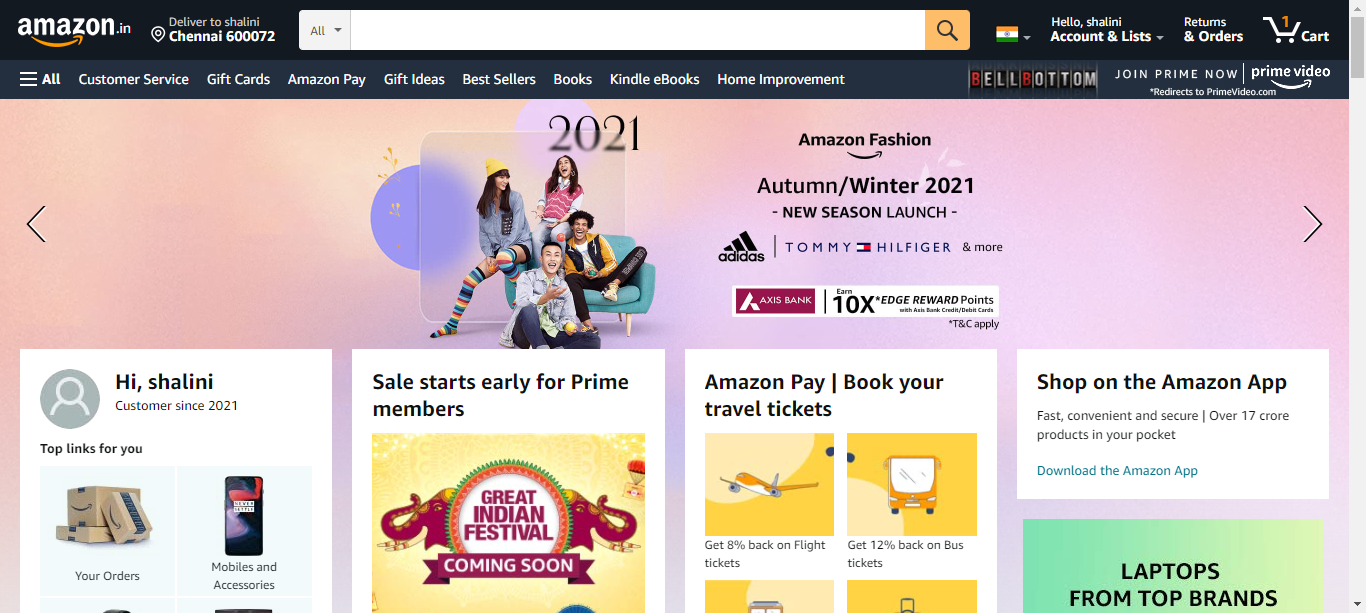 amazon.in
Deliver to shalini
Chennai 600072
All
Hello, shalini
Account & Lists
Returns
& Orders
1
Cart
All
Customer Service
Gift Cards
Amazon Pay
Gift Ideas
Best Sellers
Books
Kindle eBooks
Home Improvement
BELLBOTTOM
JOIN PRIME NOW
prime video
*Redirects to PrimeVideo.com
2021
Amazon Fashion
Autumn/Winter 2021
- NEW SEASON LAUNCH -
adidas
TOMMY HILFIGER
& more
AXIS BANK
Earn
10X *EDGE REWARD Points
with Axis Bank Credit/Debit Cards
*T&C apply
Hi, shalini
Customer since 2021
Top links for you
NEVER
SETTLE
Your Orders
Mobiles and
Accessories
Sale starts early for Prime
members
GREAT
INDIAN
FESTIVAL
COMING SOON
Amazon Pay | Book your
travel tickets
Get 8% back on Flight
tickets
Get 12% back on Bus
tickets
Shop on the Amazon App
Fast, convenient and secure | Over 17 crore
products in your pocket
Download the Amazon App
LAPTOPS
FROM TOP BRANDS